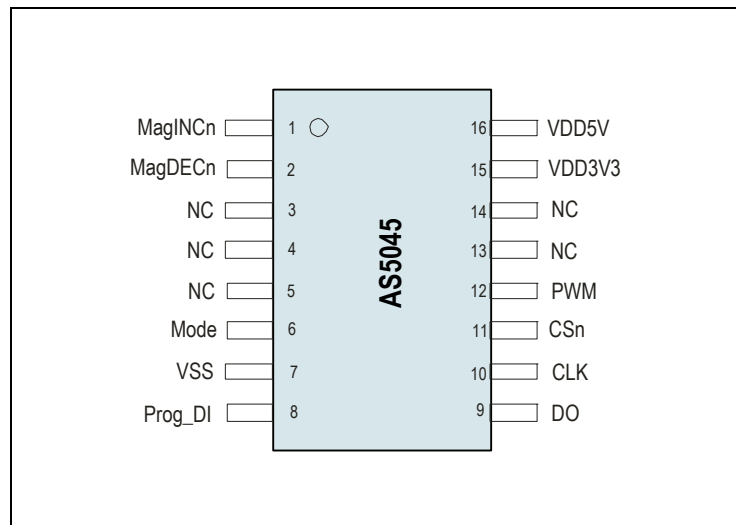 MagINCn 1 16 VDD5V
MagDECn 2 15 VDD3V3
NC 3 14 NC
NC 4 13 NC
NC 5 12 PWM
Mode 6 11 CSn
VSS 7 10 CLK
Prog_DI 8 9 DO
AS5045